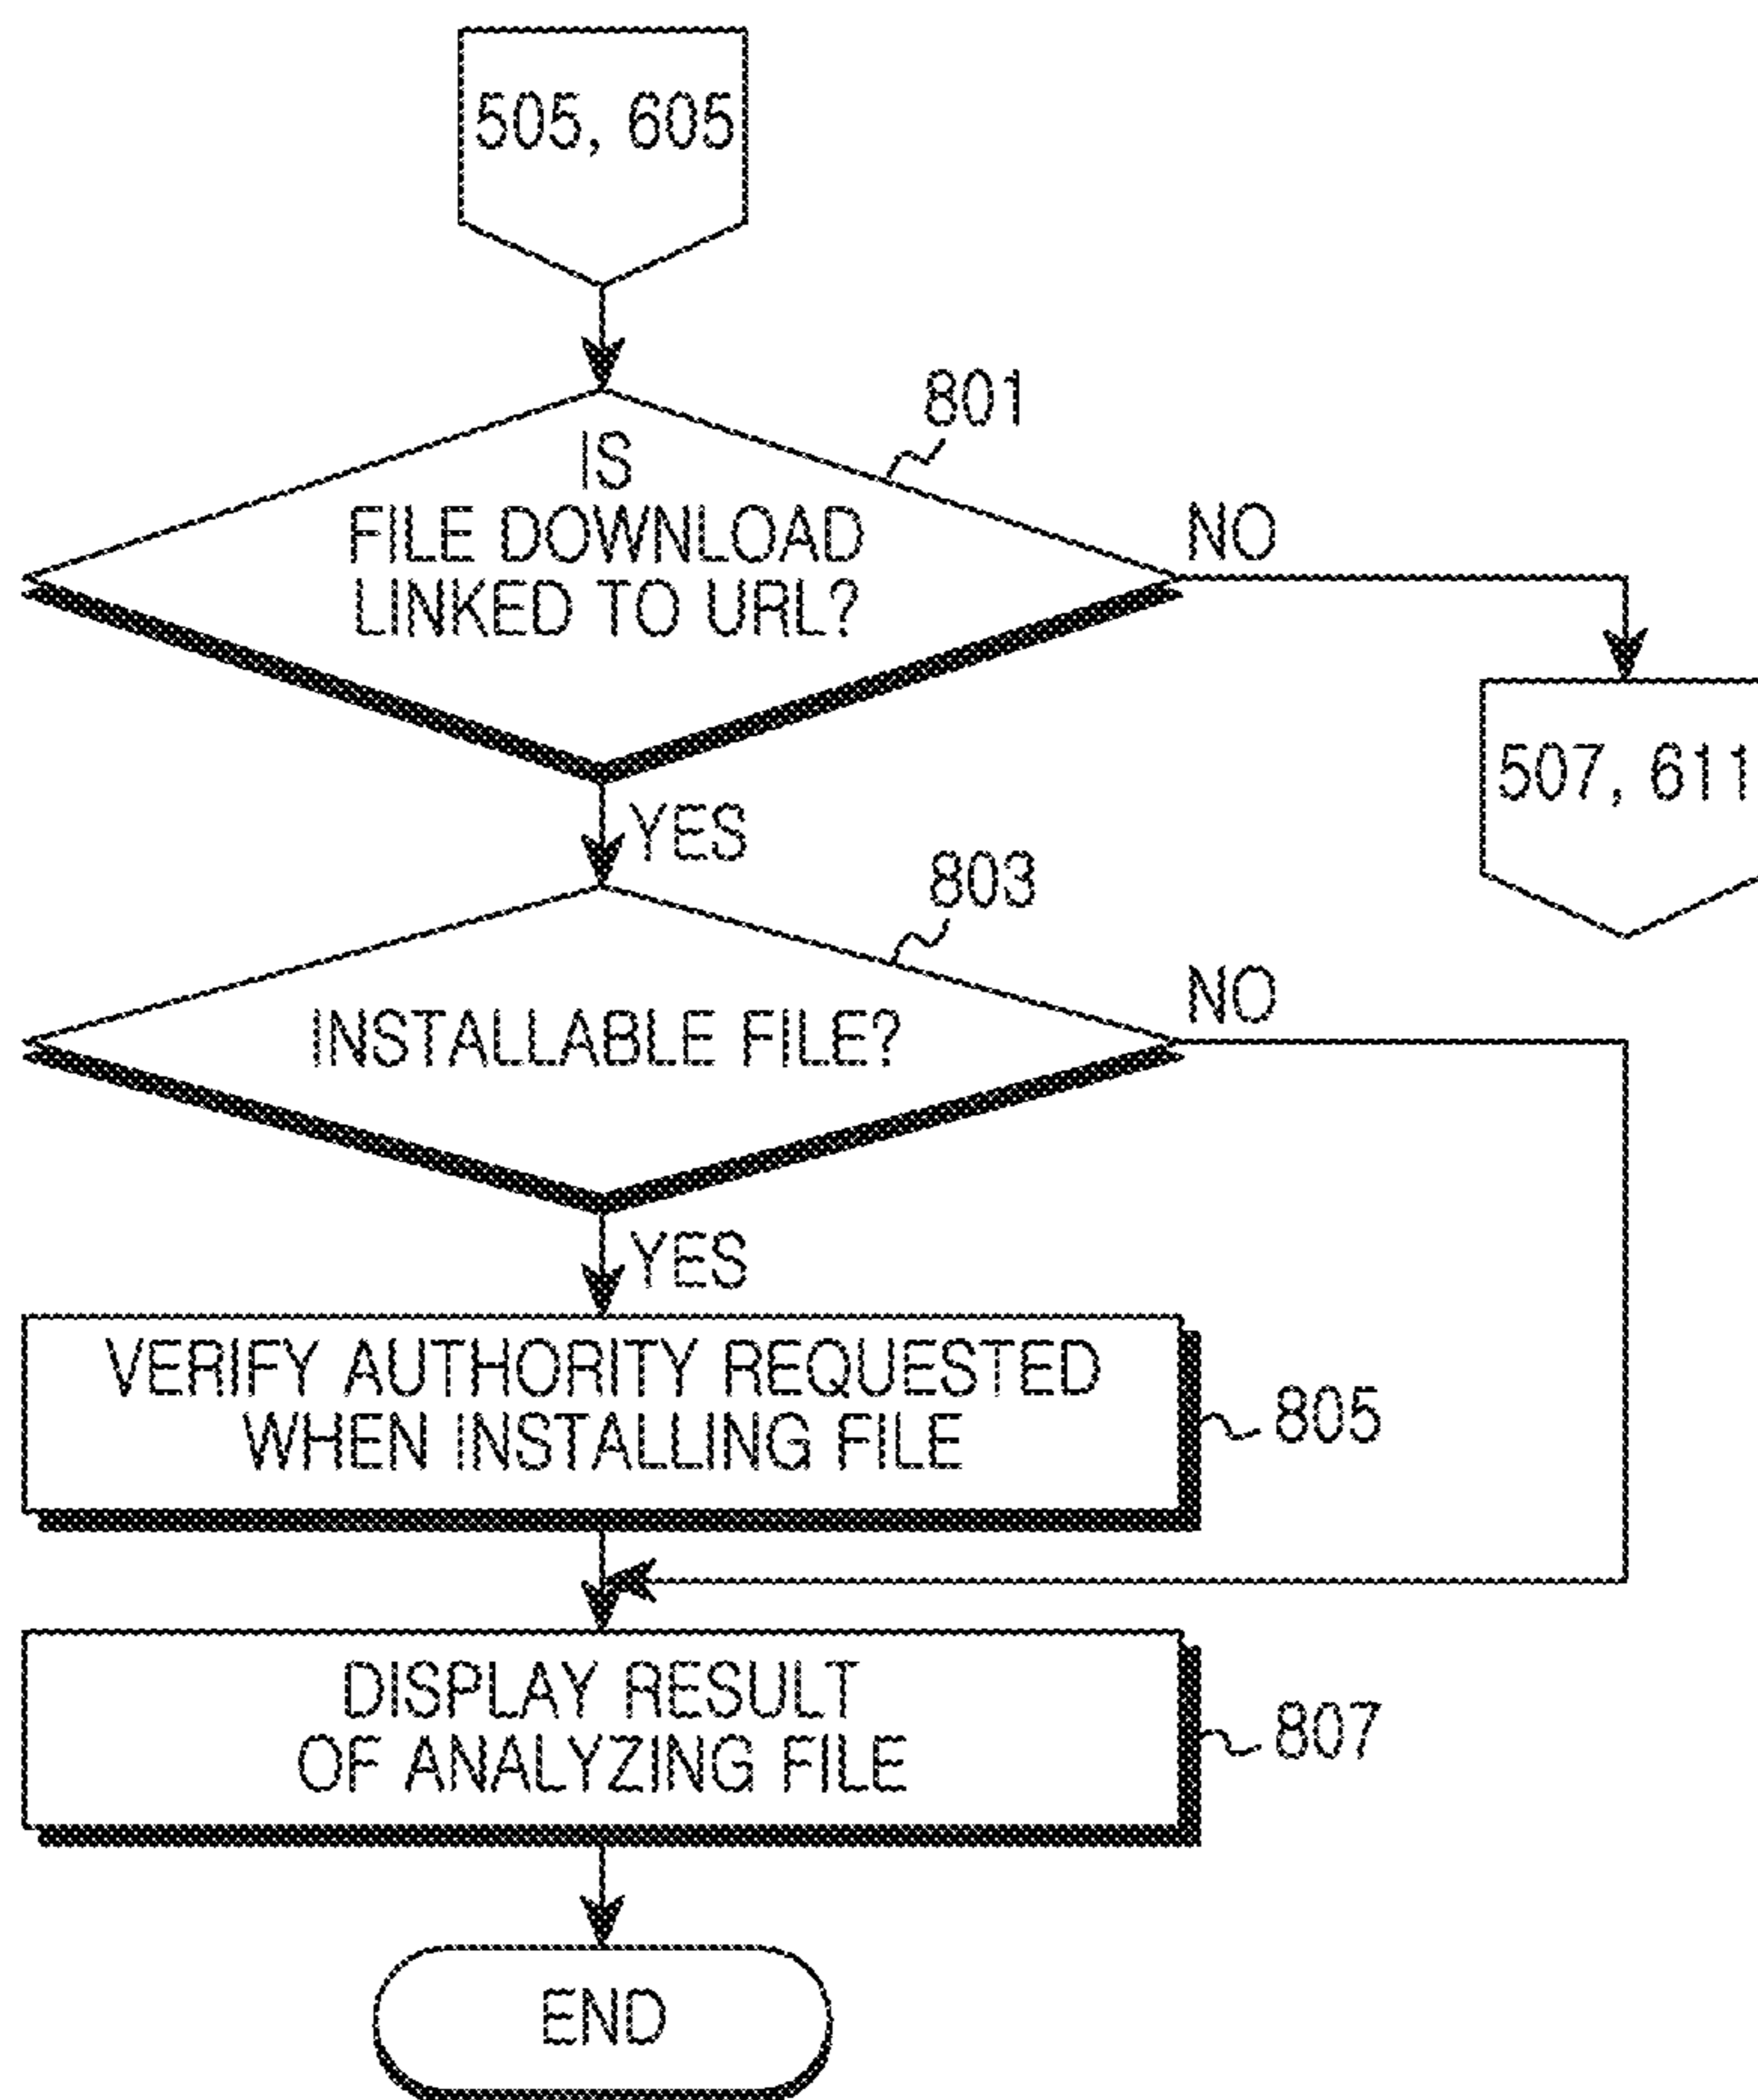 505, 605
801
IS
FILE DOWNLOAD
LINKED TO URL?
NO
507, 611
YES
803
INSTALLABLE FILE?
NO
YES
VERIFY AUTHORITY REQUESTED
WHEN INSTALLING FILE
805
DISPLAY RESULT
OF ANALYZING FILE
807
END